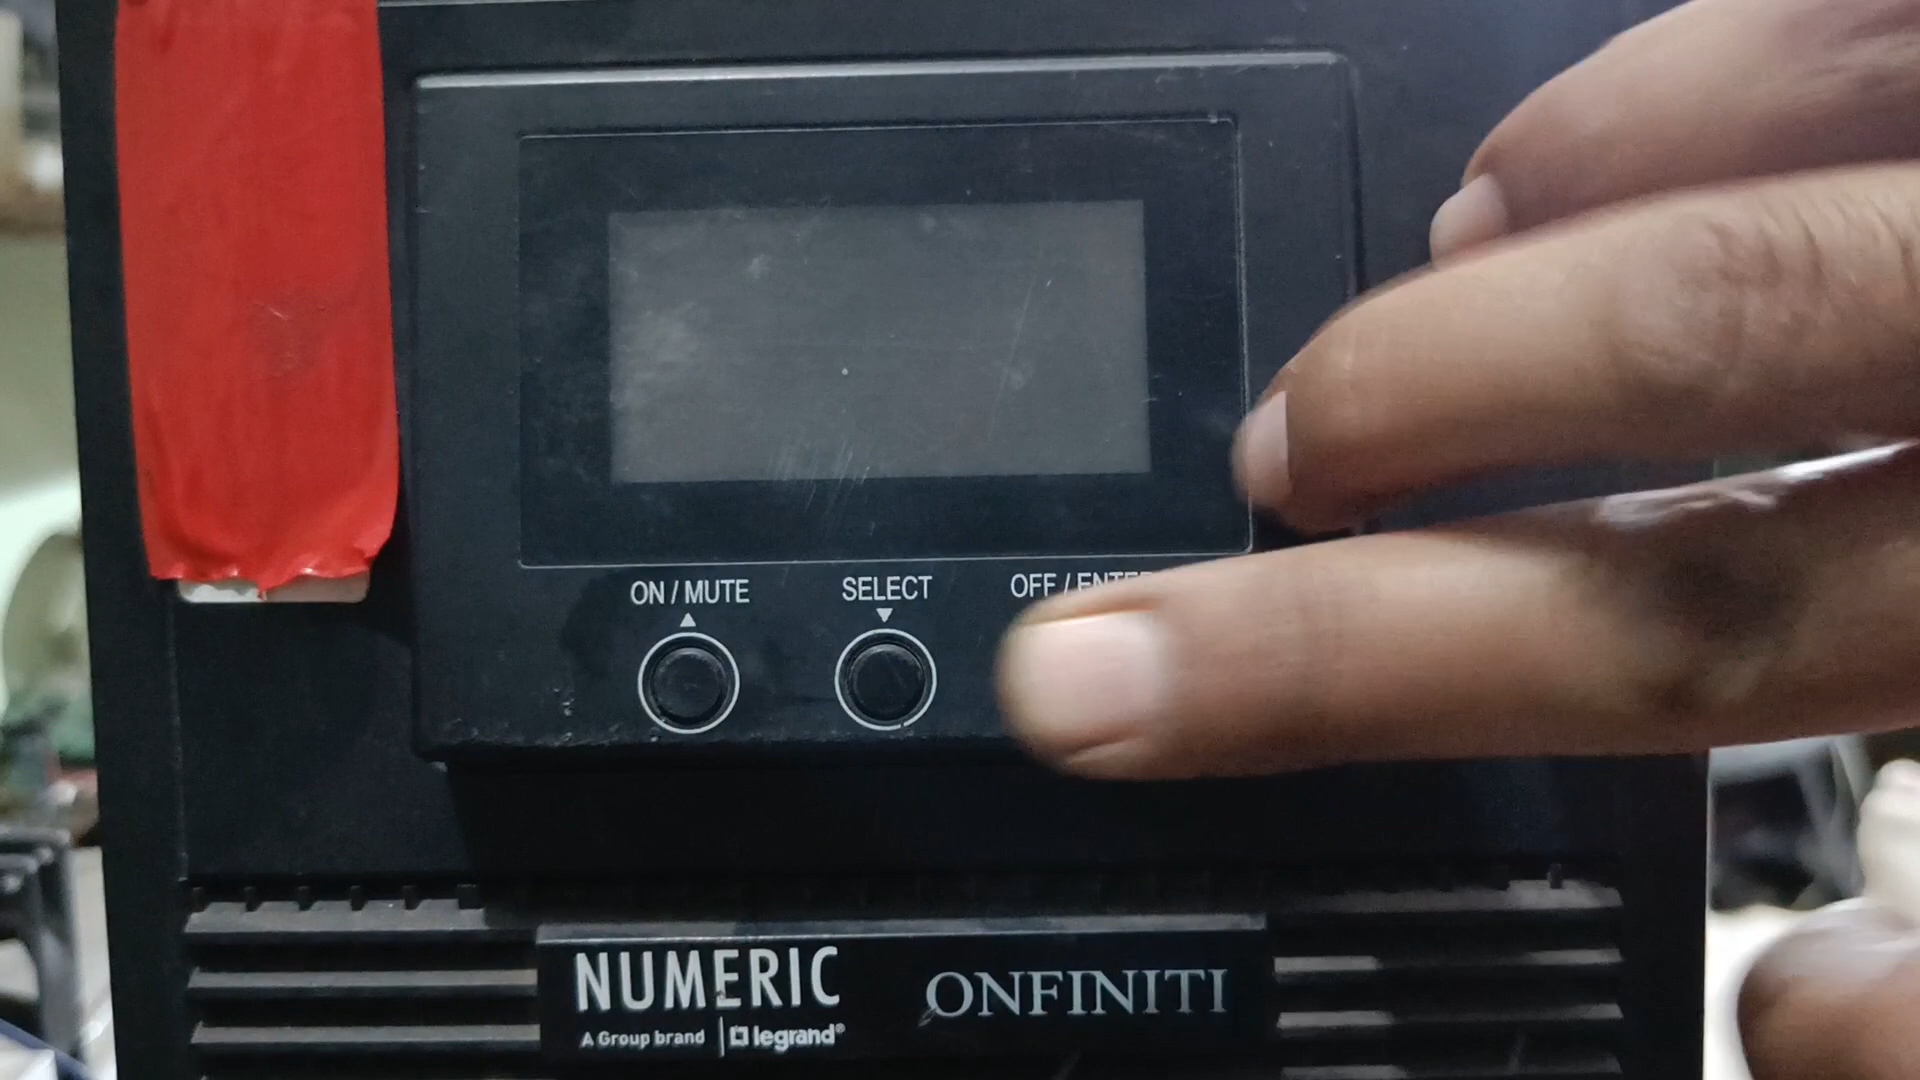 ON / MUTE SELECT OFF / ENTER
NUMERIC ONFINITI
A Group brand legrand®